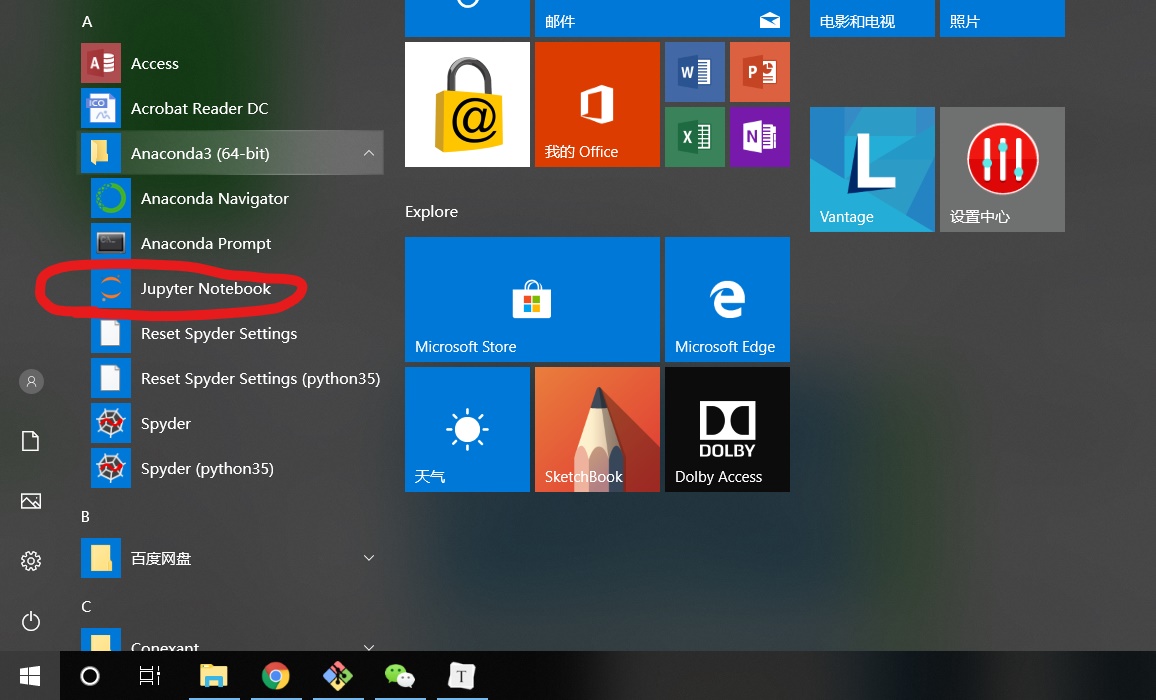 A
Access
Acrobat Reader DC
Anaconda3 (64-bit)
Anaconda Navigator
Anaconda Prompt
Jupyter Notebook
Reset Spyder Settings
Reset Spyder Settings (python35)
Spyder
Spyder (python35)
B
百度网盘
C
Conexant
邮件
电影和电视
照片
我的 Office
Vantage
设置中心
Explore
Microsoft Store
Microsoft Edge
天气
SketchBook
DOLBY
Dolby Access